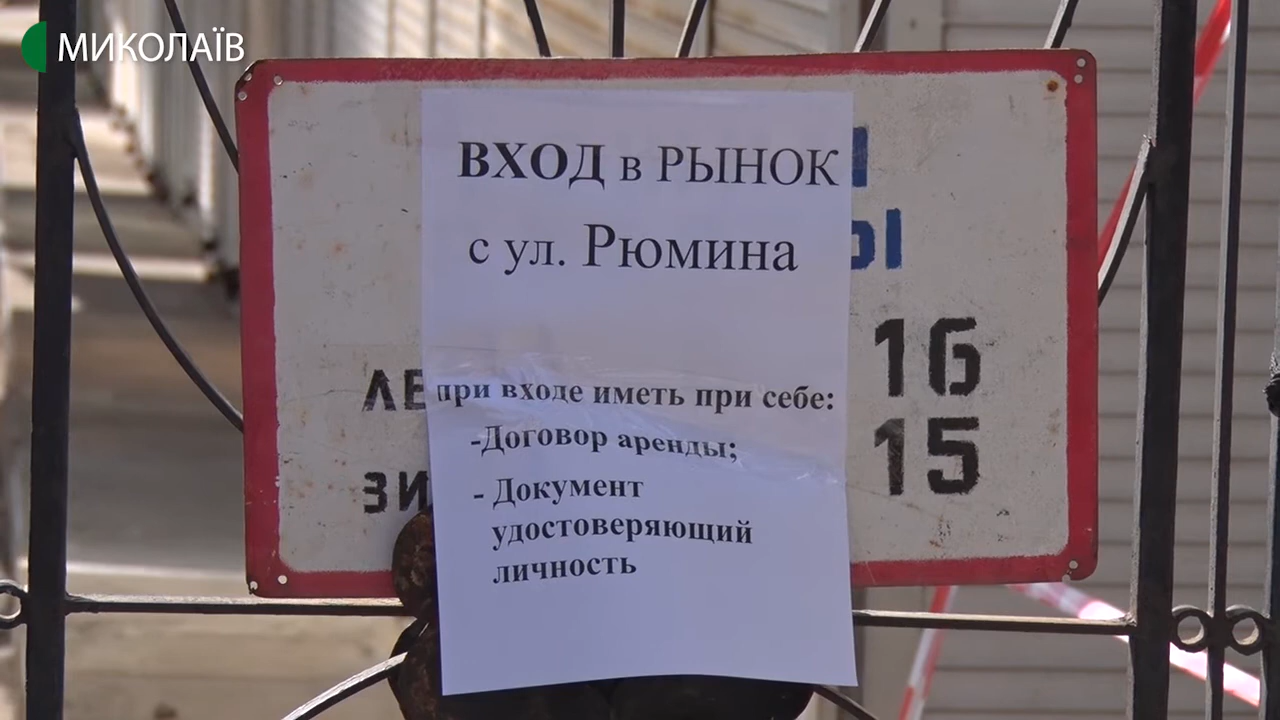 МИКОЛАЇВ
ВХОД в РЫНОК
с ул. Рюмина
при входе иметь при себе:
-Договор аренды;
- Документ
удостоверяющий
личность
16
15